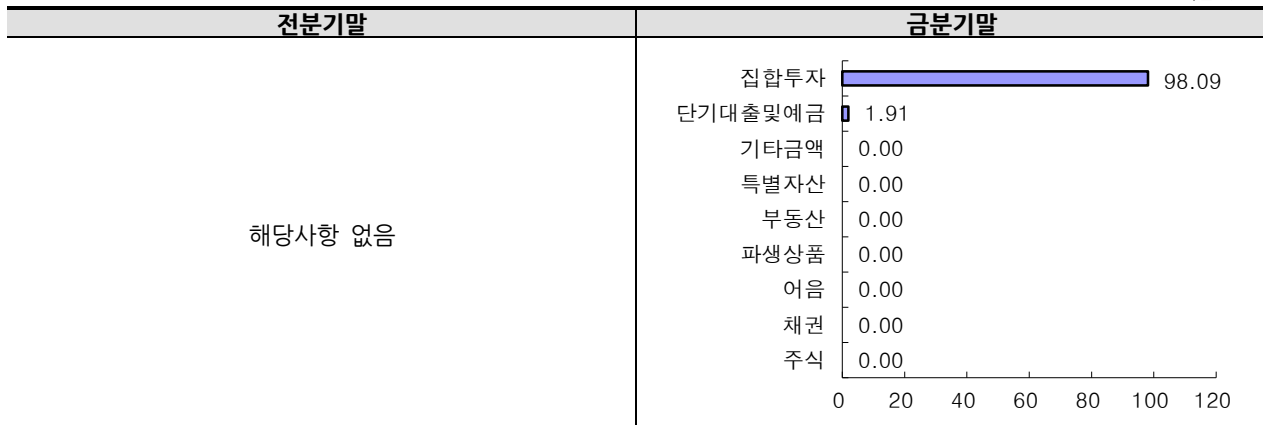 전분기말 금분기말
해당사항 없음
집합투자 98.09
단기대출및예금 1.91
기타금액 0.00
특별자산 0.00
부동산 0.00
파생상품 0.00
어음 0.00
채권 0.00
주식 0.00
0 20 40 60 80 100 120